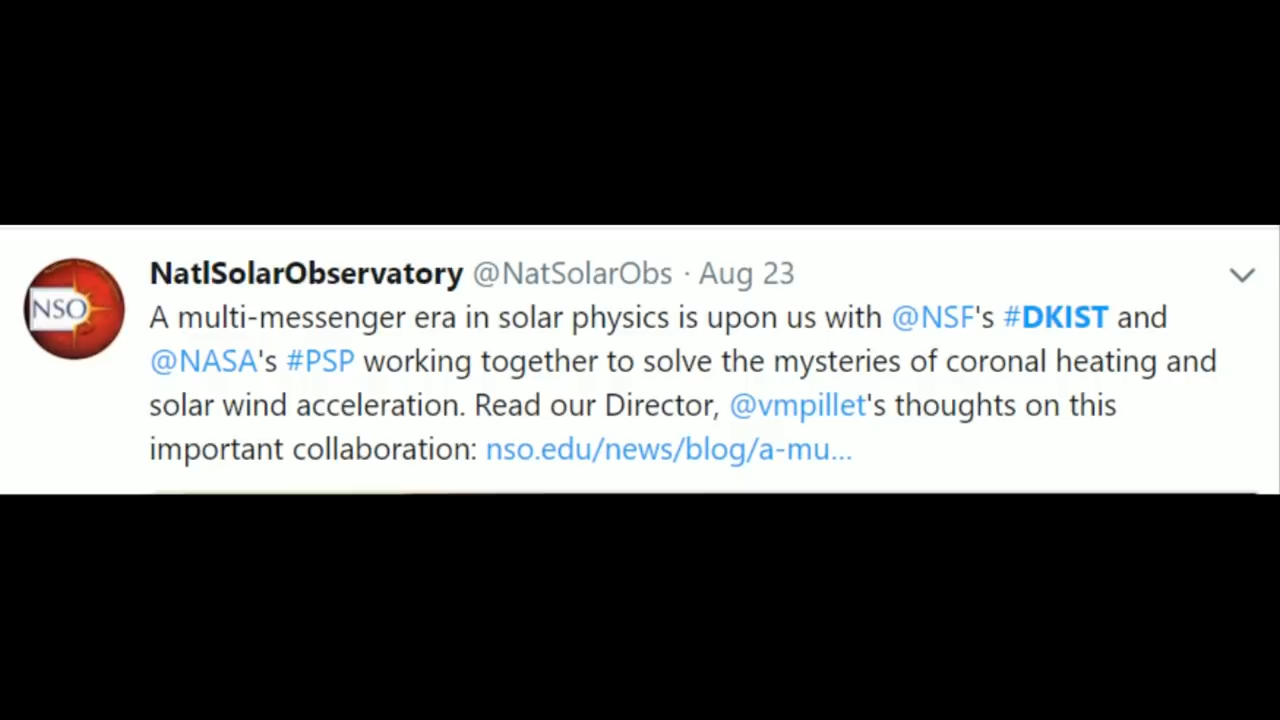 NSO
NatlSolarObservatory @NatSolarObs · Aug 23
A multi-messenger era in solar physics is upon us with @NSF's #DKIST and
@NASA's #PSP working together to solve the mysteries of coronal heating and
solar wind acceleration. Read our Director, @vmpillet's thoughts on this
important collaboration: nso.edu/news/blog/a-mu...